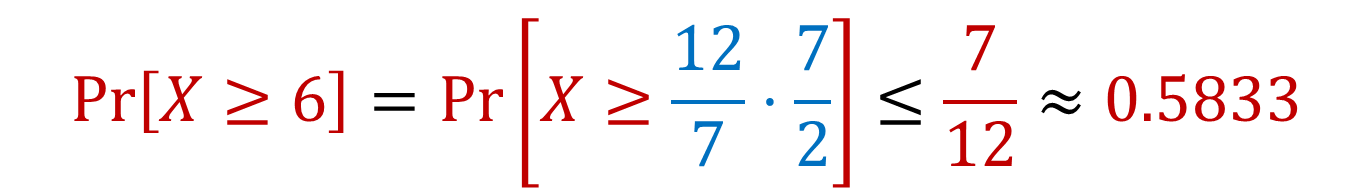 Pr[X ≥ 6] = Pr[X ≥ 12/7 · 7/2] ≤ 7/12 ≈ 0.5833